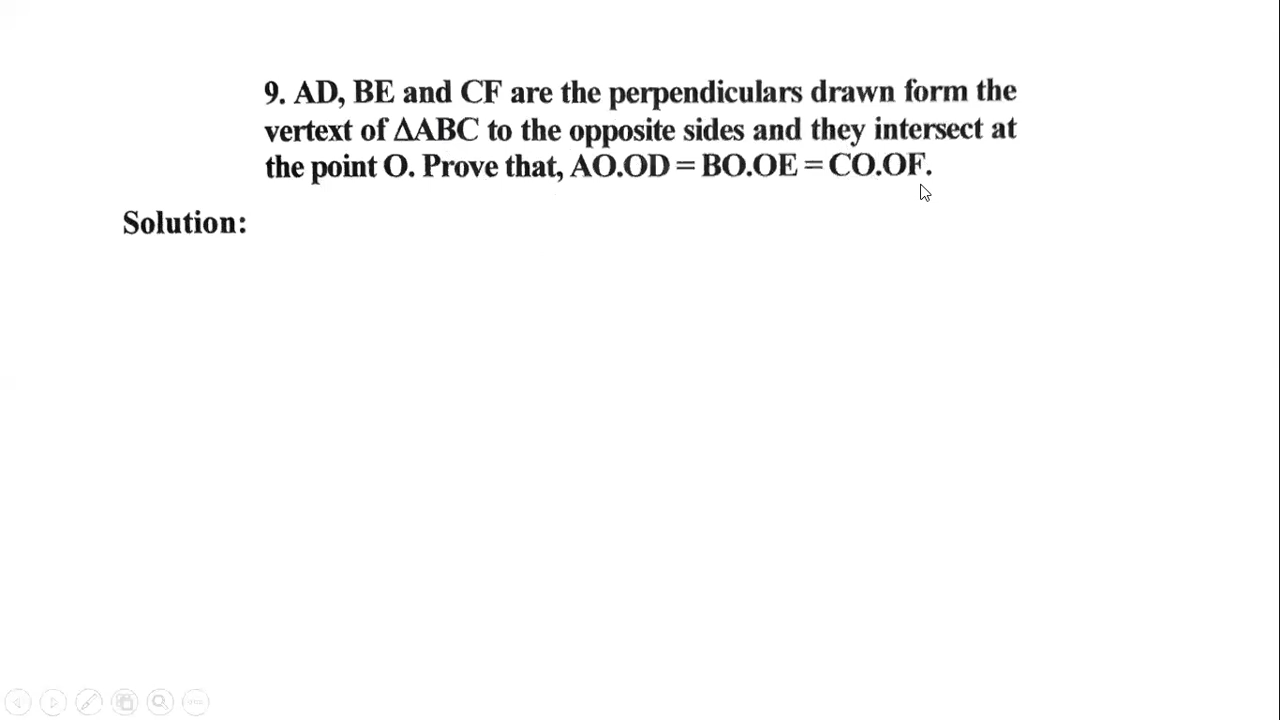 9. AD, BE and CF are the perpendiculars drawn form the
vertext of ΔABC to the opposite sides and they intersect at
the point O. Prove that, AO.OD = BO.OE = CO.OF.
Solution: